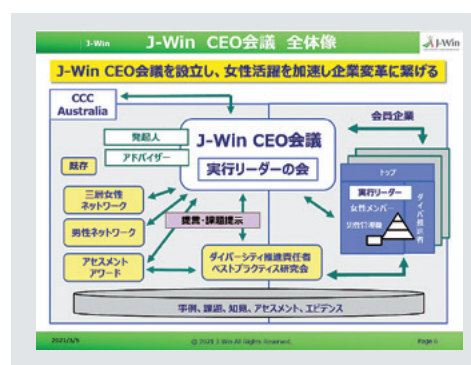 J-Win
J-Win CEO会議 全体像
J-Win
J-Win CEO会議を設立し、女性活躍を加速し企業変革に繋げる
CCC
Australia
発起人
アドバイザー
J-Win CEO会議
実行リーダーの会
会員企業
既存
三層女性
ネットワーク
男性ネットワーク
アセスメント
アワード
提言・課題提示
ダイバーシティ推進責任者
ベストプラクティス研究会
トップ
実行リーダー
女性メンバー
男性管理職
事例、課題、知見、アセスメント、エビデンス
2021/3/5
© 2021 J-Win All Rights Reserved.
Page 6